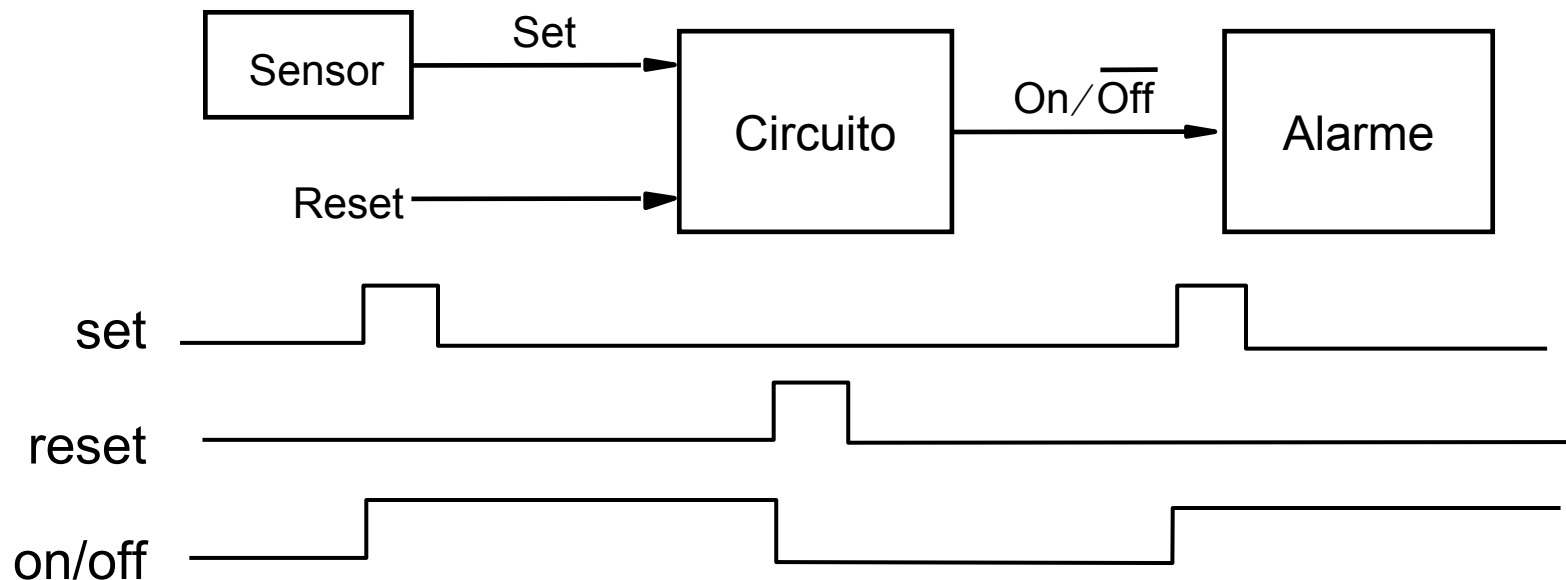 Set
Sensor
On/Off
Circuito
Alarme
Reset
set
reset
on/off